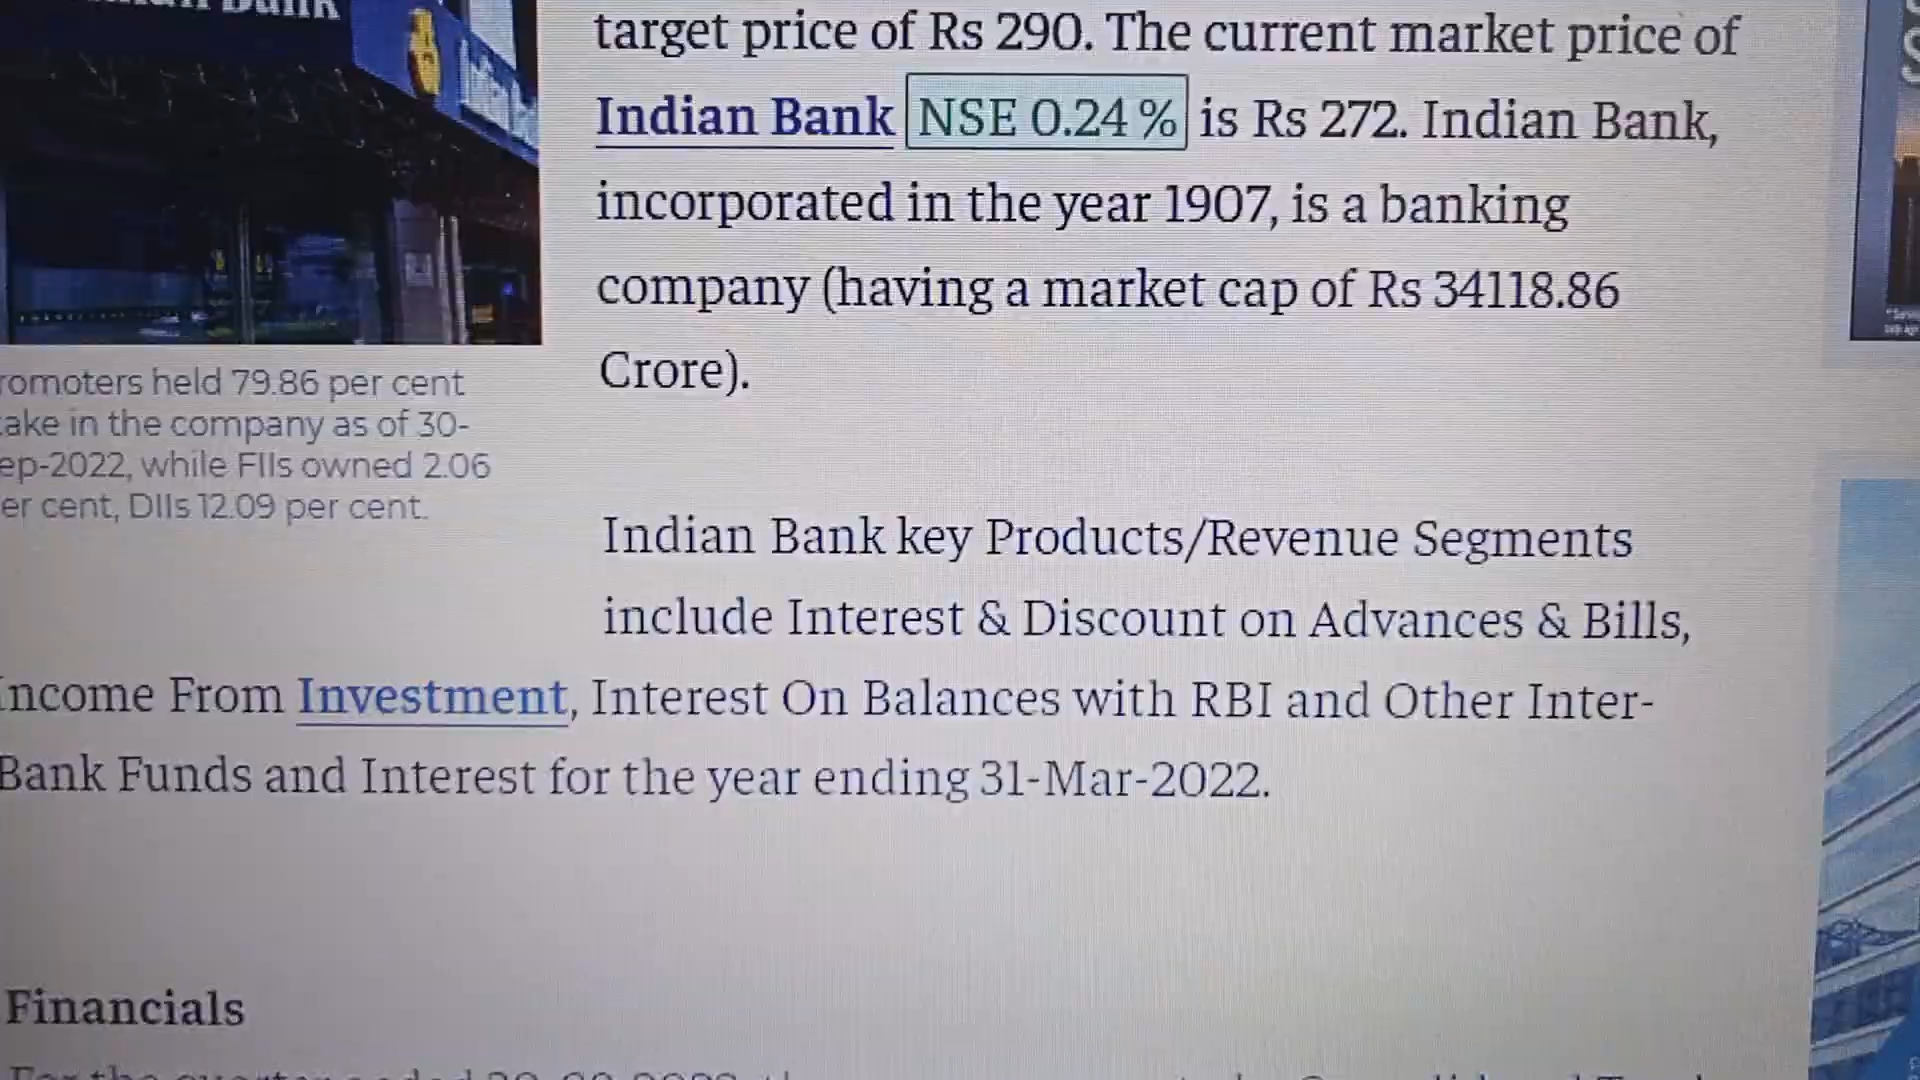 Bank
target price of Rs 290. The current market price of
Indian Bank NSE 0.24 % is Rs 272. Indian Bank,
incorporated in the year 1907, is a banking
company (having a market cap of Rs 34118.86
Crore).
romoters held 79.86 per cent
ake in the company as of 30-
ep-2022, while FIIs owned 2.06
er cent, DIIs 12.09 per cent.
Indian Bank key Products/Revenue Segments
include Interest & Discount on Advances & Bills,
Income From Investment, Interest On Balances with RBI and Other Inter-
Bank Funds and Interest for the year ending 31-Mar-2022.
Financials